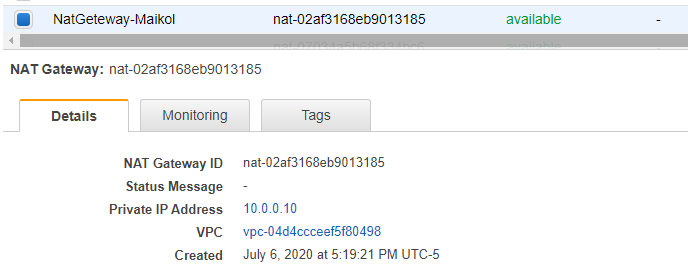 NatGeteway-Maikol nat-02af3168eb9013185 available -
NAT Gateway: nat-02af3168eb9013185
Details Monitoring Tags
NAT Gateway ID nat-02af3168eb9013185
Status Message -
Private IP Address 10.0.0.10
VPC vpc-04d4ccceef5f80498
Created July 6, 2020 at 5:19:21 PM UTC-5